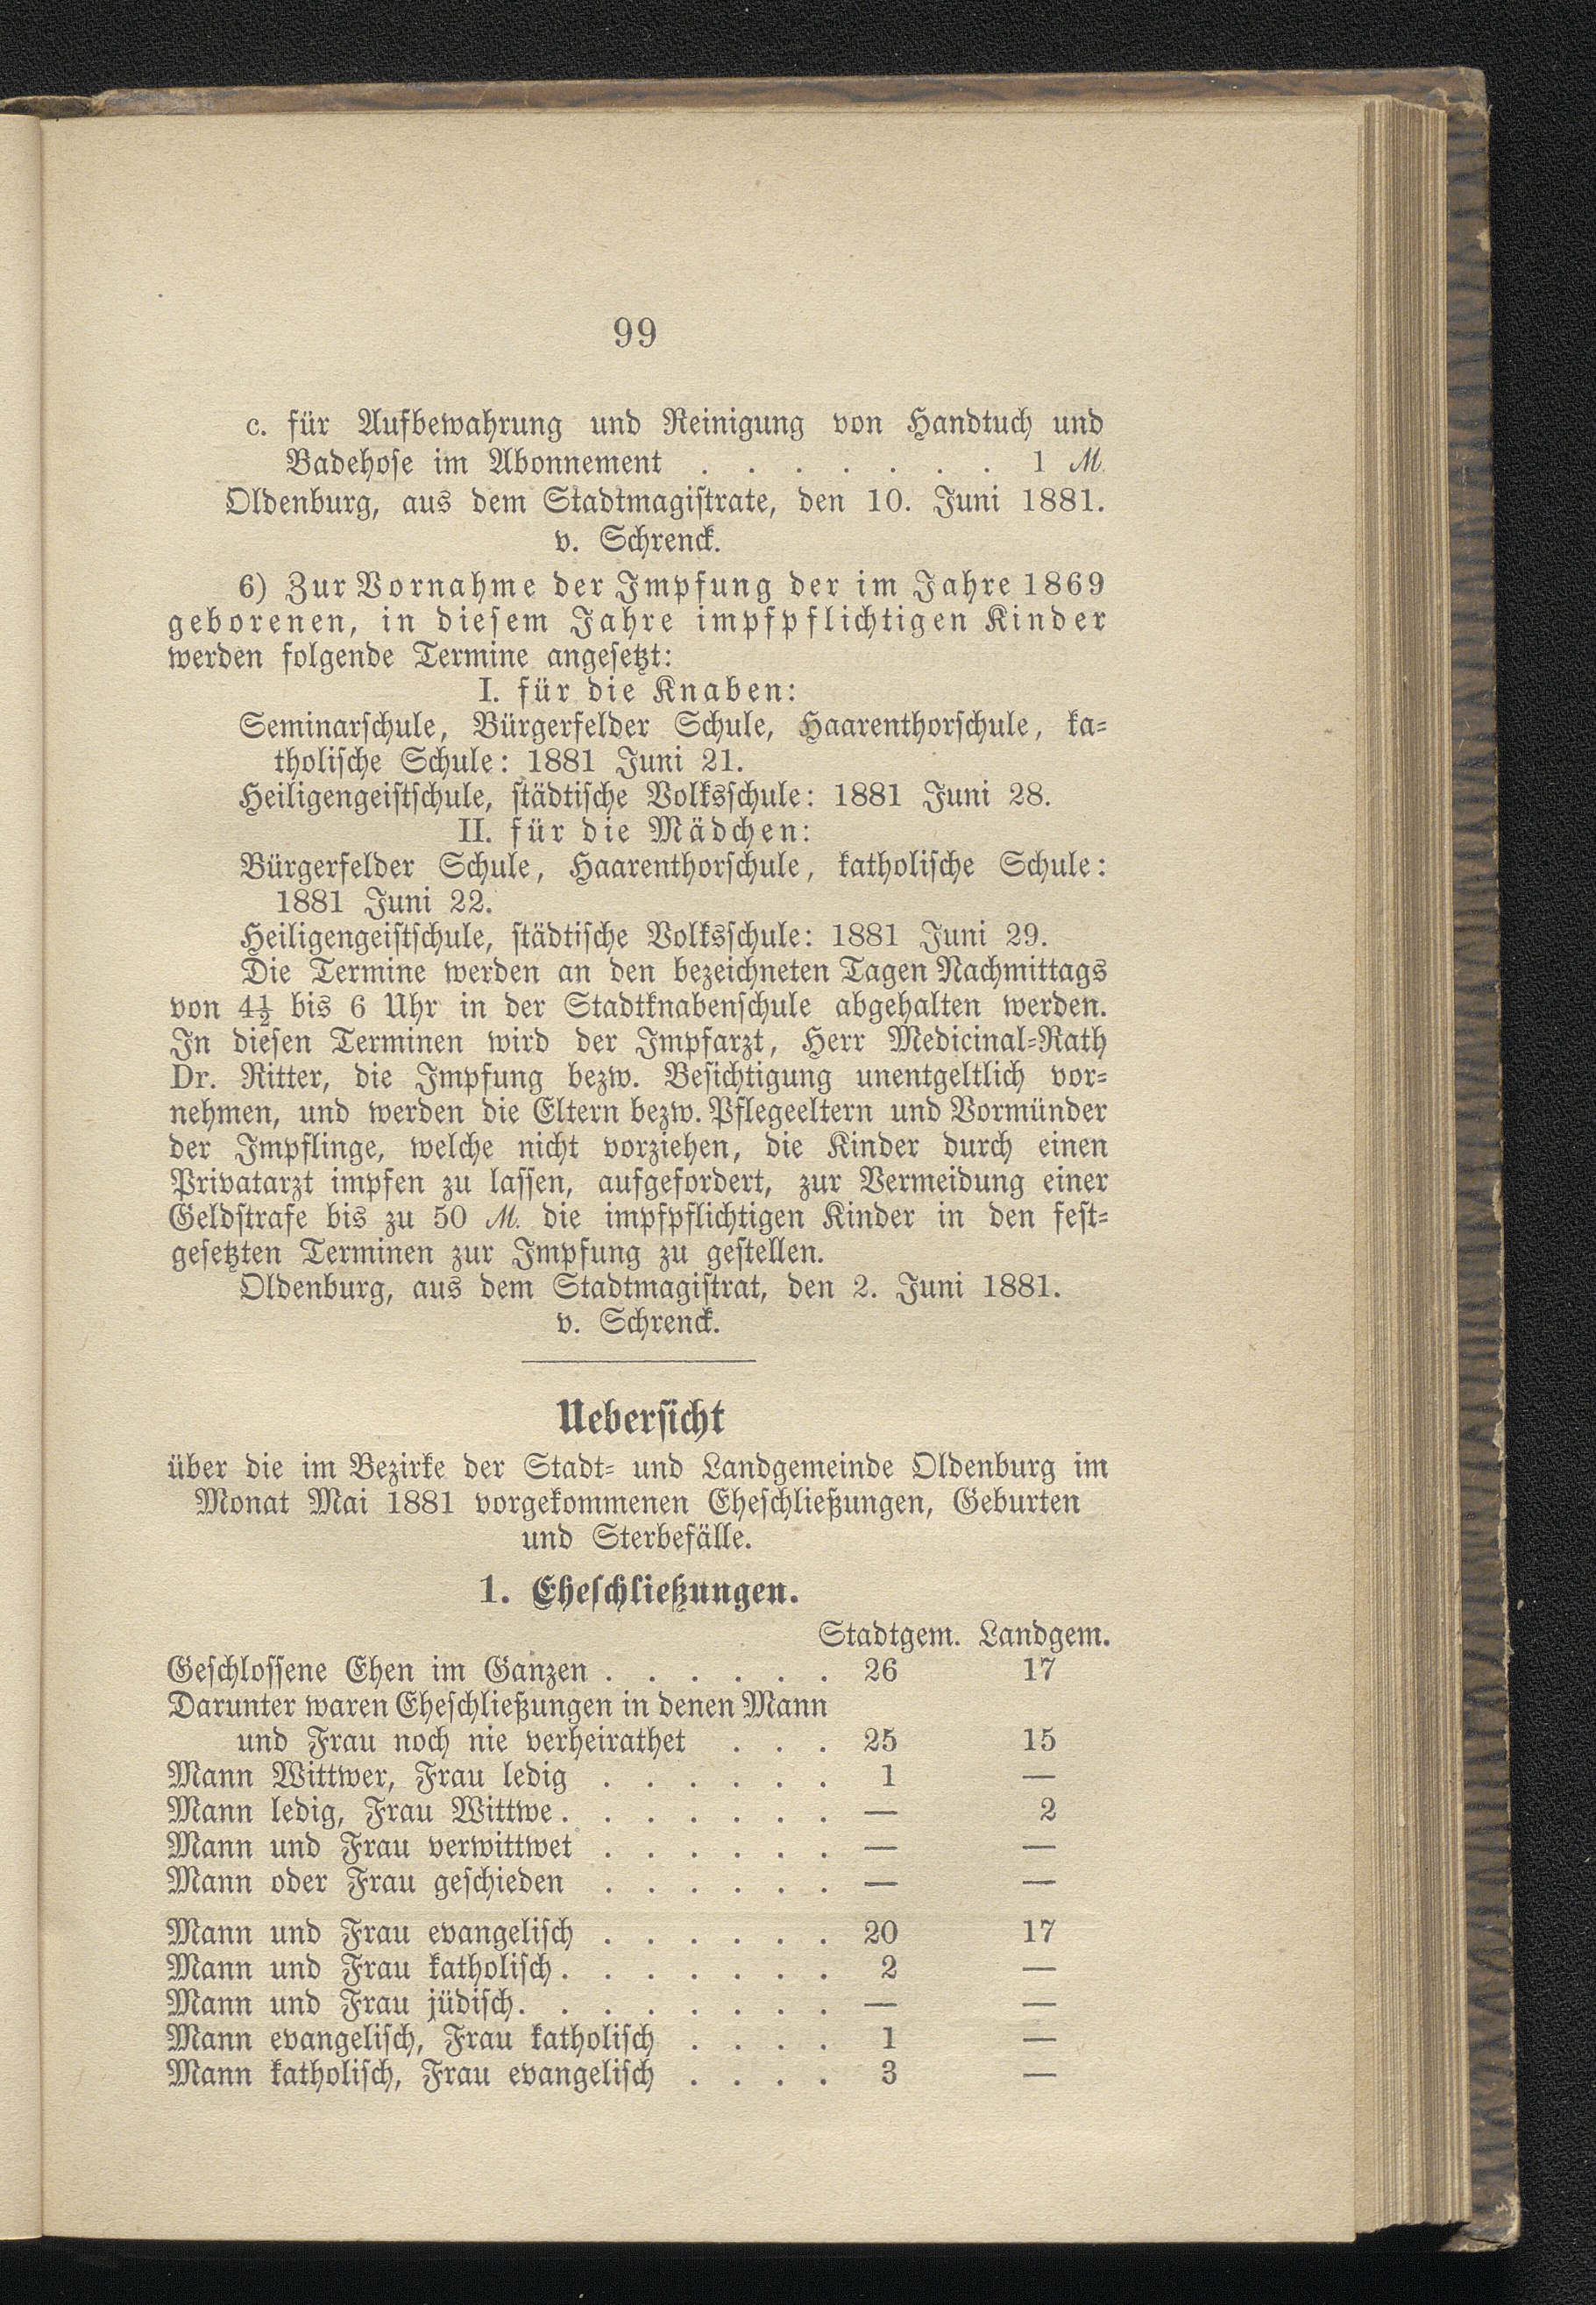 99
c. für Aufbewahrung und Reinigung von Handtuch und
Badehose im Abonnement . . . . . . . 1 ℳ.
Oldenburg, aus dem Stadtmagistrate, den 10. Juni 1881.
v. Schrenck.
6) Zur Vornahme der Impfung der im Jahre 1869
geborenen, in diesem Jahre impfpflichtigen Kinder
werden folgende Termine angesetzt:
I. für die Knaben:
Seminarschule, Bürgerfelder Schule, Haarenthorschule, ka-
tholische Schule: 1881 Juni 21.
Heiligengeistschule, städtische Volksschule: 1881 Juni 28.
II. für die Mädchen:
Bürgerfelder Schule, Haarenthorschule, katholische Schule:
1881 Juni 22.
Heiligengeistschule, städtische Volksschule: 1881 Juni 29.
Die Termine werden an den bezeichneten Tagen Nachmittags
von 4½ bis 6 Uhr in der Stadtknabenschule abgehalten werden.
In diesen Terminen wird der Impfarzt, Herr Medicinal-Rath
Dr. Ritter, die Impfung bezw. Besichtigung unentgeltlich vor-
nehmen, und werden die Eltern bezw. Pflegeeltern und Vormünder
der Impflinge, welche nicht vorziehen, die Kinder durch einen
Privatarzt impfen zu lassen, aufgefordert, zur Vermeidung einer
Geldstrafe bis zu 50 ℳ. die impfpflichtigen Kinder in den fest-
gesetzten Terminen zur Impfung zu gestellen.
Oldenburg, aus dem Stadtmagistrat, den 2. Juni 1881.
v. Schrenck.
Uebersicht
über die im Bezirke der Stadt- und Landgemeinde Oldenburg im
Monat Mai 1881 vorgekommenen Eheschließungen, Geburten
und Sterbefälle.
1. Eheschließungen.
Stadtgem. Landgem.
Geschlossene Ehen im Ganzen . . . . . . 26 17
Darunter waren Eheschließungen in denen Mann
und Frau noch nie verheirathet . . . 25 15
Mann Wittwer, Frau ledig . . . . . . 1 —
Mann ledig, Frau Wittwe . . . . . . . — 2
Mann und Frau verwittwet . . . . . . — —
Mann oder Frau geschieden . . . . . . — —
Mann und Frau evangelisch . . . . . . 20 17
Mann und Frau katholisch . . . . . . . 2 —
Mann und Frau jüdisch . . . . . . . . — —
Mann evangelisch, Frau katholisch . . . . 1 —
Mann katholisch, Frau evangelisch . . . . 3 —